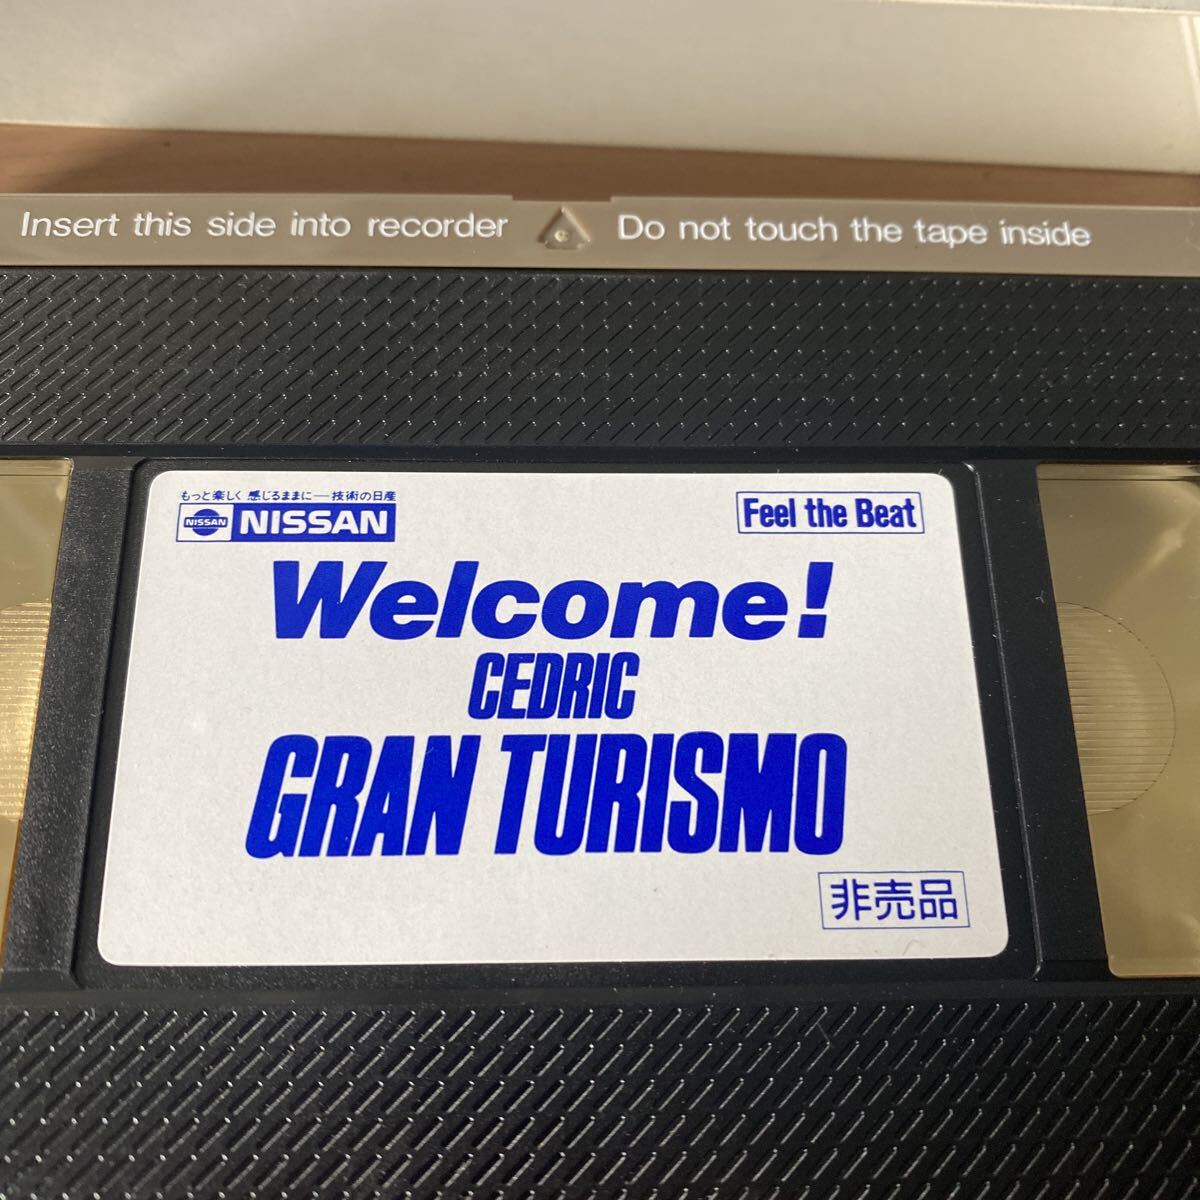 Insert this side into recorder Do not touch the tape inside
もっと楽しく 感じるままに―技術の日産
NISSAN NISSAN
Feel the Beat
Welcome!
CEDRIC
GRAN TURISMO
非売品